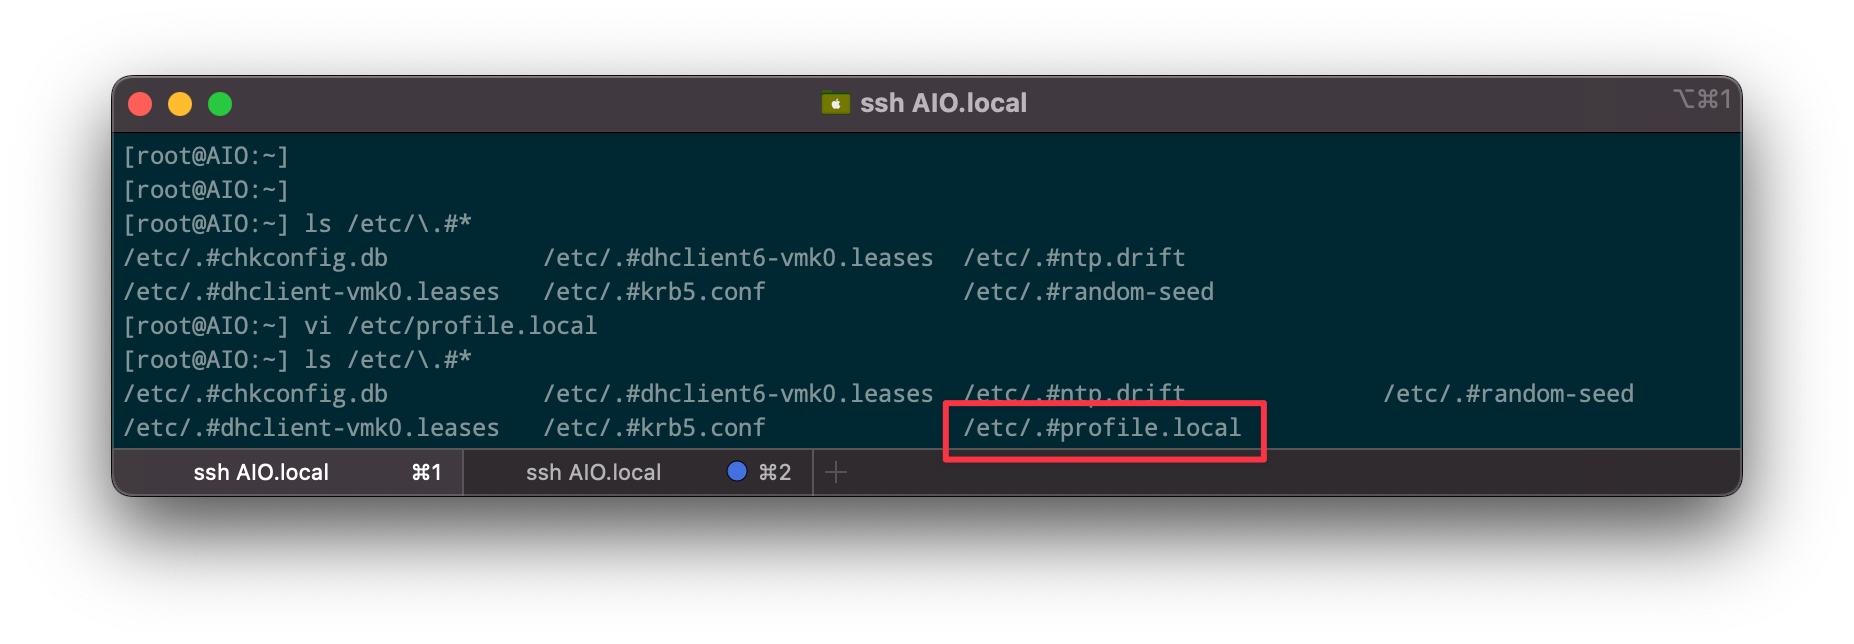 ssh AIO.local
⌥⌘1
[root@AIO:~]
[root@AIO:~]
[root@AIO:~] ls /etc/\.#*
/etc/.#chkconfig.db /etc/.#dhclient6-vmk0.leases /etc/.#ntp.drift
/etc/.#dhclient-vmk0.leases /etc/.#krb5.conf /etc/.#random-seed
[root@AIO:~] vi /etc/profile.local
[root@AIO:~] ls /etc/\.#*
/etc/.#chkconfig.db /etc/.#dhclient6-vmk0.leases /etc/.#ntp.drift /etc/.#random-seed
/etc/.#dhclient-vmk0.leases /etc/.#krb5.conf /etc/.#profile.local
ssh AIO.local ⌘1 ssh AIO.local ⌘2